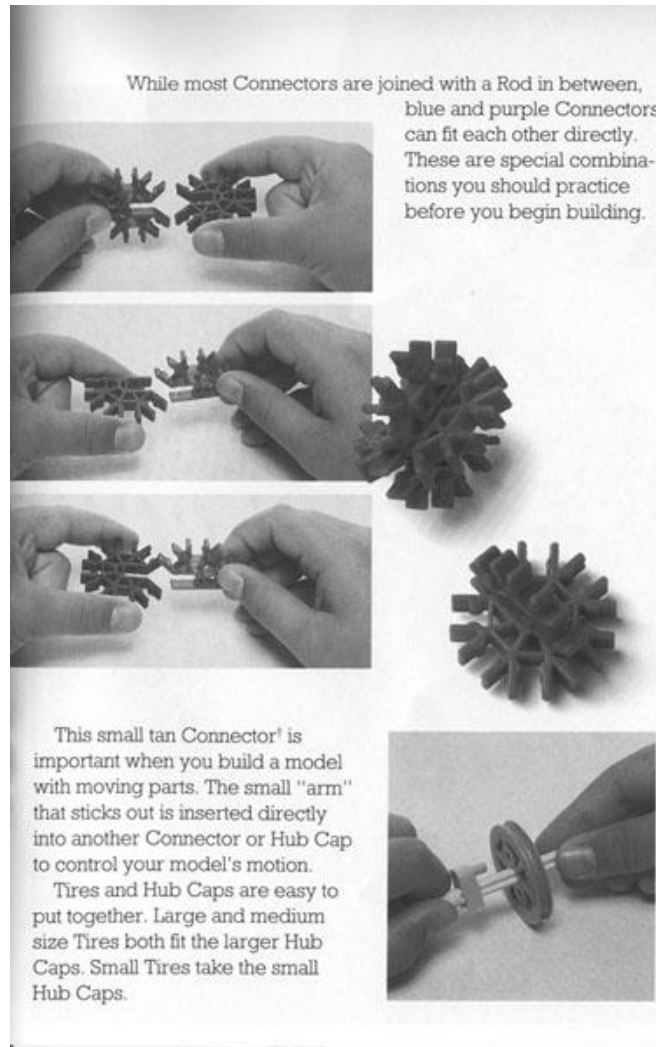 While most Connectors are joined with a Rod in between,
blue and purple Connectors
can fit each other directly.
These are special combina-
tions you should practice
before you begin building.
This small tan Connector† is
important when you build a model
with moving parts. The small "arm"
that sticks out is inserted directly
into another Connector or Hub Cap
to control your model's motion.
Tires and Hub Caps are easy to
put together. Large and medium
size Tires both fit the larger Hub
Caps. Small Tires take the small
Hub Caps.